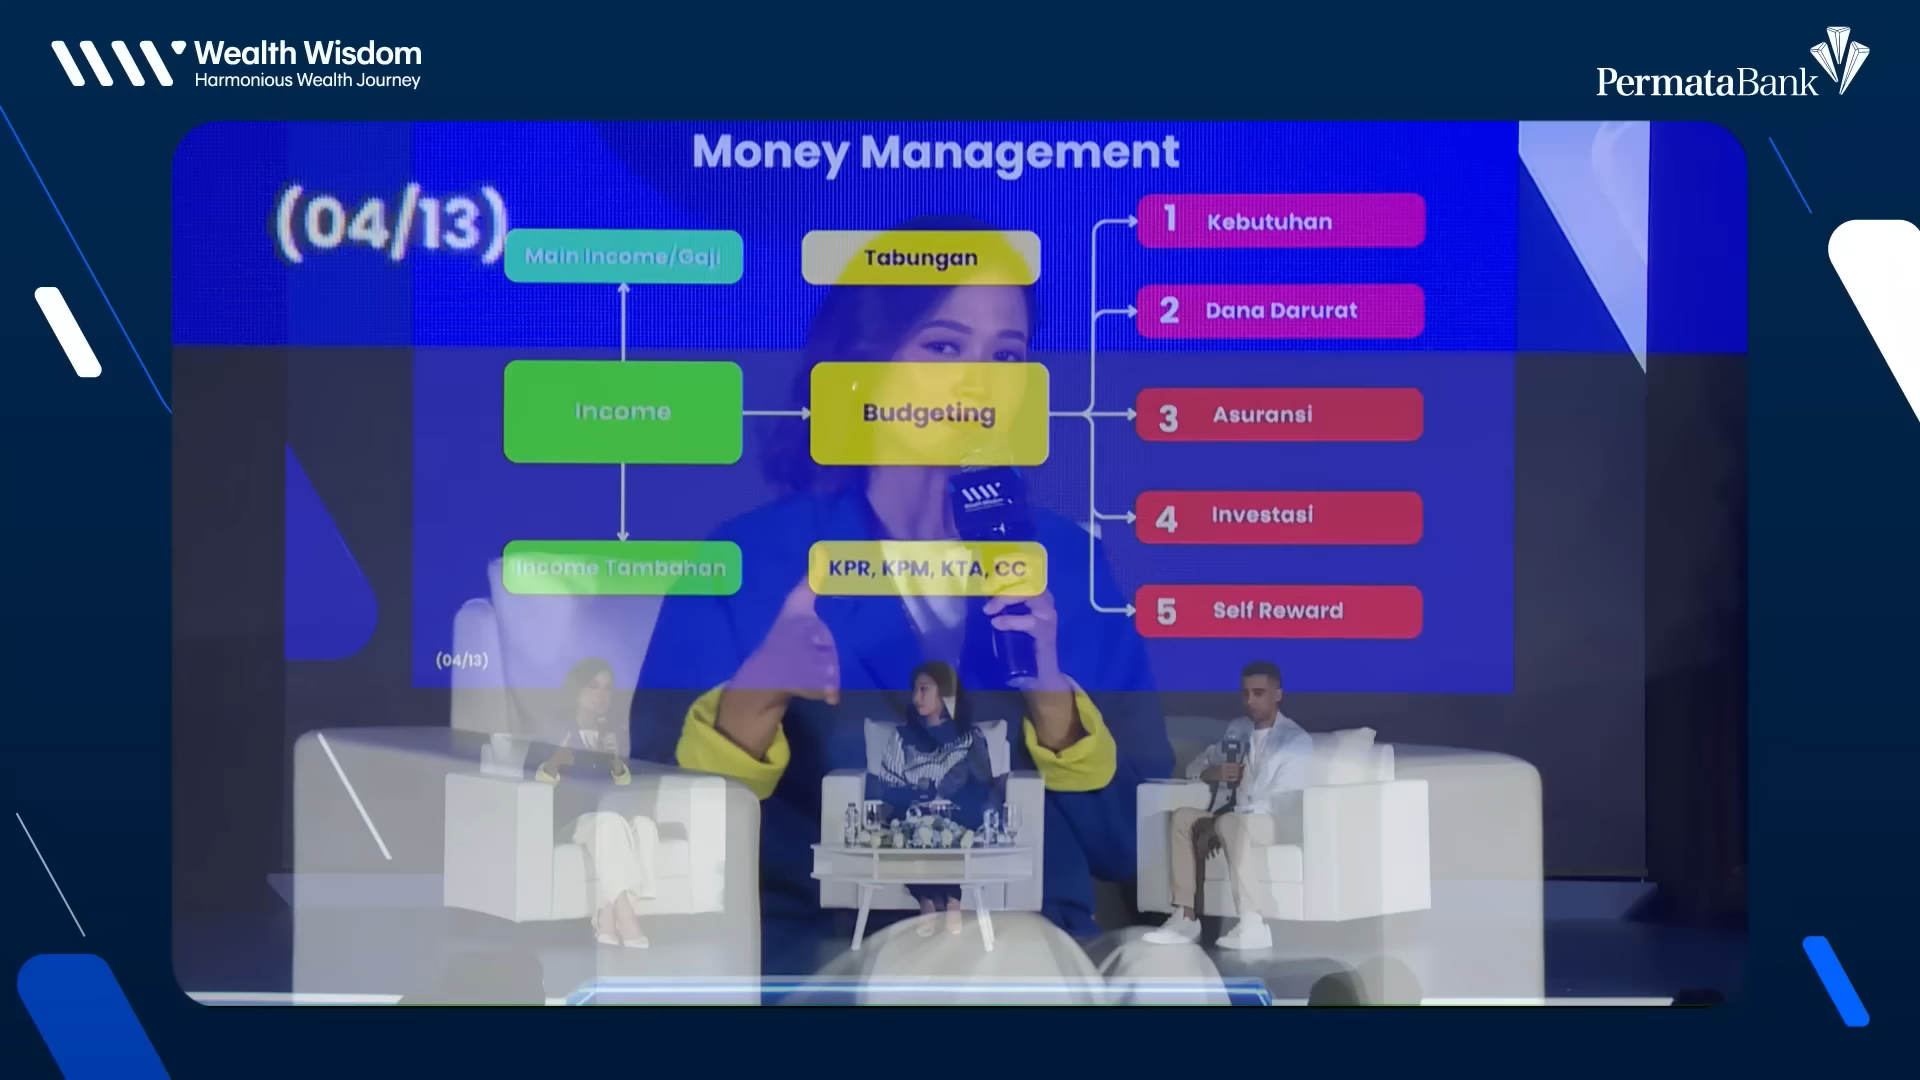 Wealth Wisdom
Harmonious Wealth Journey
PermataBank
Money Management
(04/13)
Main Income/Gaji
Tabungan
1 Kebutuhan
2 Dana Darurat
Income
Budgeting
3 Asuransi
4 Investasi
Income Tambahan
KPR, KPM, KTA, CC
5 Self Reward
(04/13)